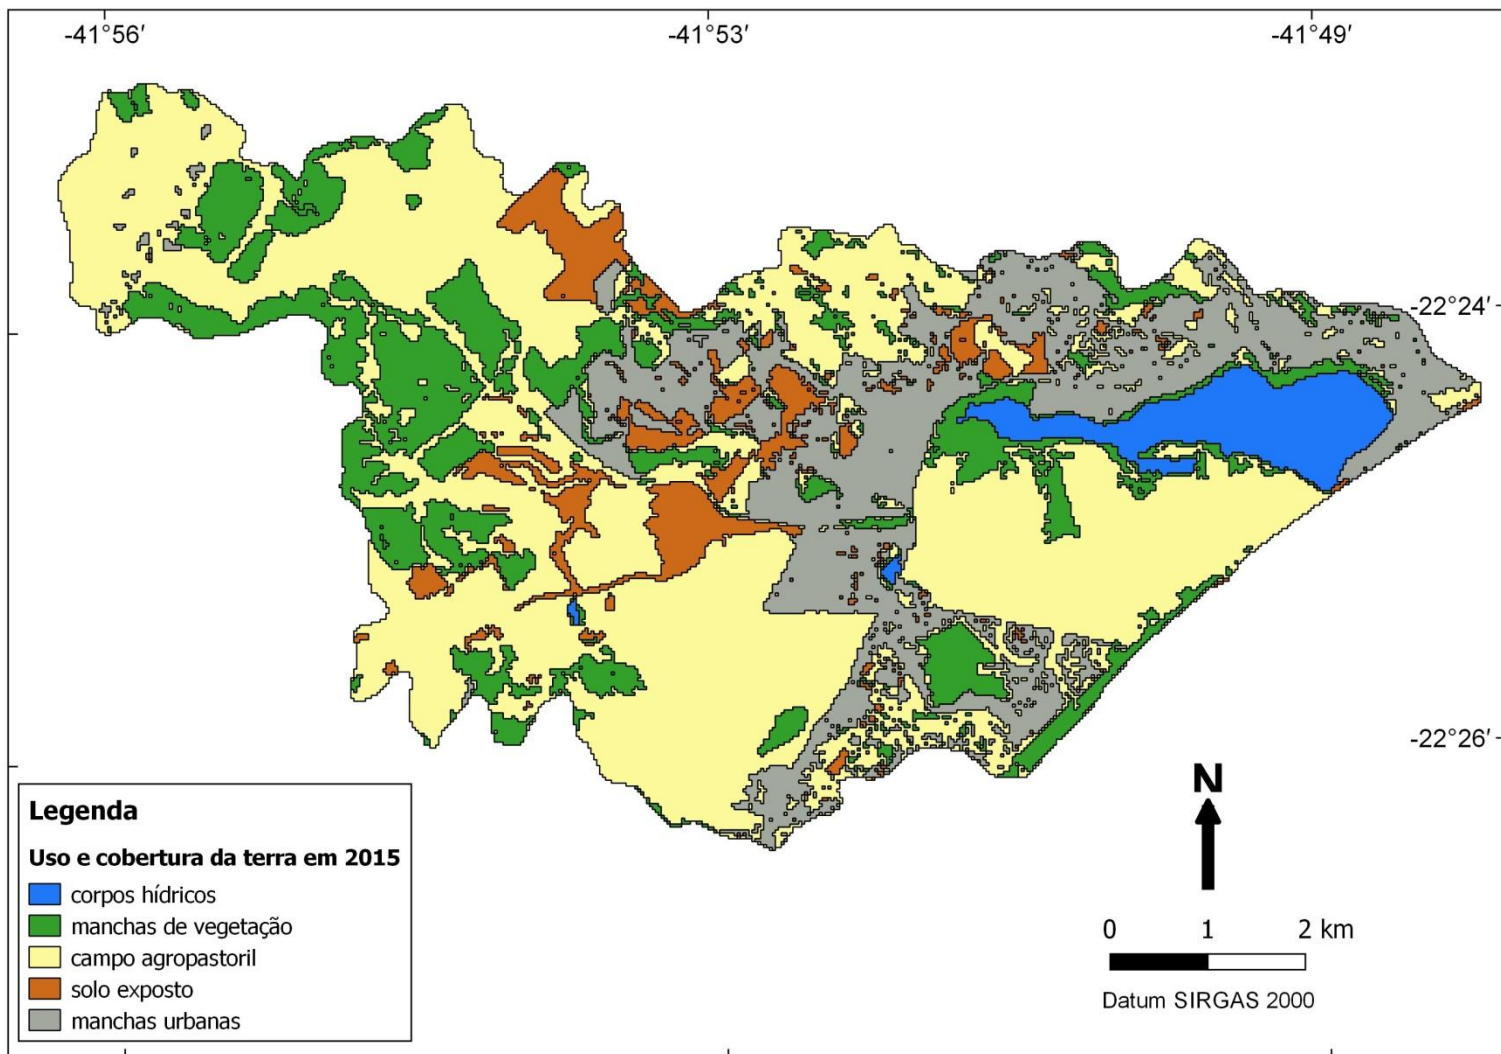 -41°56′ -41°53′ -41°49′
-22°24′
-22°26′
N
Legenda
Uso e cobertura da terra em 2015
corpos hídricos
manchas de vegetação
campo agropastoril
solo exposto
manchas urbanas
0 1 2 km
Datum SIRGAS 2000